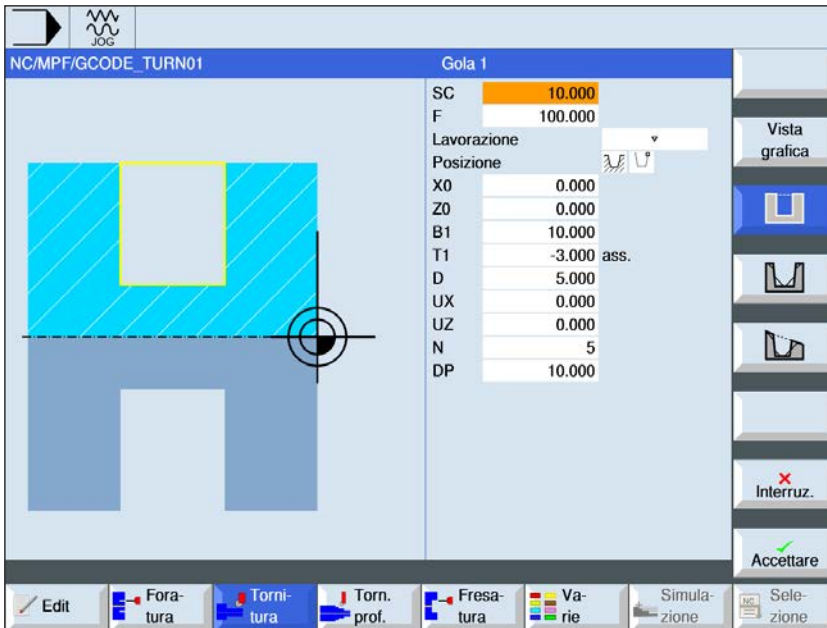 JOG
NC/MPF/GCODE_TURN01
Gola 1
SC 10.000
F 100.000
Lavorazione ▿
Posizione
X0 0.000
Z0 0.000
B1 10.000
T1 -3.000 ass.
D 5.000
UX 0.000
UZ 0.000
N 5
DP 10.000
Vista
grafica
Interruz.
Accettare
Edit
Fora-
tura
Torni-
tura
Torn.
prof.
Fresa-
tura
Va-
rie
Simula-
zione
NC
Sele-
zione